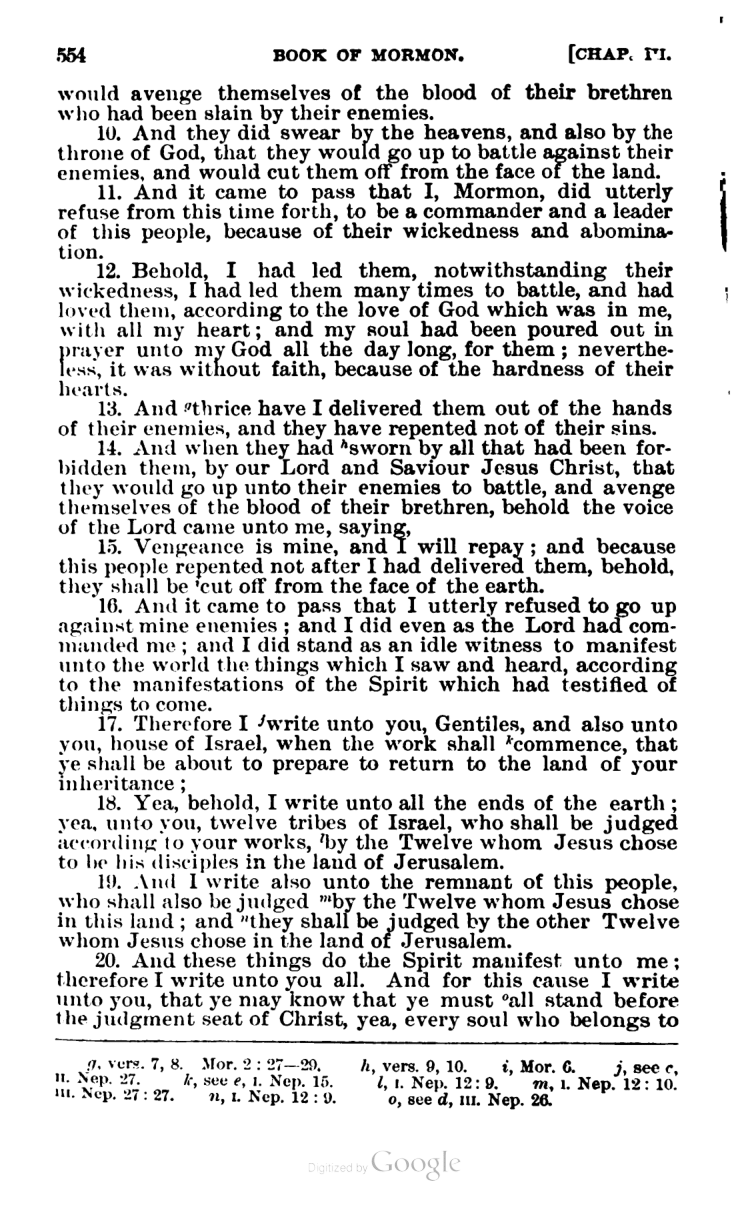 554 BOOK OF MORMON. [CHAP. III.
would avenge themselves of the blood of their brethren
who had been slain by their enemies.
10. And they did swear by the heavens, and also by the
throne of God, that they would go up to battle against their
enemies, and would cut them off from the face of the land.
11. And it came to pass that I, Mormon, did utterly
refuse from this time forth, to be a commander and a leader
of this people, because of their wickedness and abomina-
tion.
12. Behold, I had led them, notwithstanding their
wickedness, I had led them many times to battle, and had
loved them, according to the love of God which was in me,
with all my heart; and my soul had been poured out in
prayer unto my God all the day long, for them; neverthe-
less, it was without faith, because of the hardness of their
hearts.
13. And gthrice have I delivered them out of the hands
of their enemies, and they have repented not of their sins.
14. And when they had hsworn by all that had been for-
bidden them, by our Lord and Saviour Jesus Christ, that
they would go up unto their enemies to battle, and avenge
themselves of the blood of their brethren, behold the voice
of the Lord came unto me, saying,
15. Vengeance is mine, and I will repay; and because
this people repented not after I had delivered them, behold,
they shall be icut off from the face of the earth.
16. And it came to pass that I utterly refused to go up
against mine enemies; and I did even as the Lord had com-
manded me; and I did stand as an idle witness to manifest
unto the world the things which I saw and heard, according
to the manifestations of the Spirit which had testified of
things to come.
17. Therefore I jwrite unto you, Gentiles, and also unto
you, house of Israel, when the work shall kcommence, that
ye shall be about to prepare to return to the land of your
inheritance;
18. Yea, behold, I write unto all the ends of the earth;
yea, unto you, twelve tribes of Israel, who shall be judged
according to your works, lby the Twelve whom Jesus chose
to be his disciples in the land of Jerusalem.
19. And I write also unto the remnant of this people,
who shall also be judged mby the Twelve whom Jesus chose
in this land; and nthey shall be judged by the other Twelve
whom Jesus chose in the land of Jerusalem.
20. And these things do the Spirit manifest unto me;
therefore I write unto you all. And for this cause I write
unto you, that ye may know that ye must oall stand before
the judgment seat of Christ, yea, every soul who belongs to
g, vers. 7, 8. Mor. 2:27—29. h, vers. 9, 10. i, Mor. 6. j, see e,
II. Nep. 27. k, see e, I. Nep. 15. l, I. Nep. 12:9. m, I. Nep. 12:10.
III. Nep. 27:27. n, I. Nep. 12:9. o, see d, III. Nep. 26.
Digitized by Google